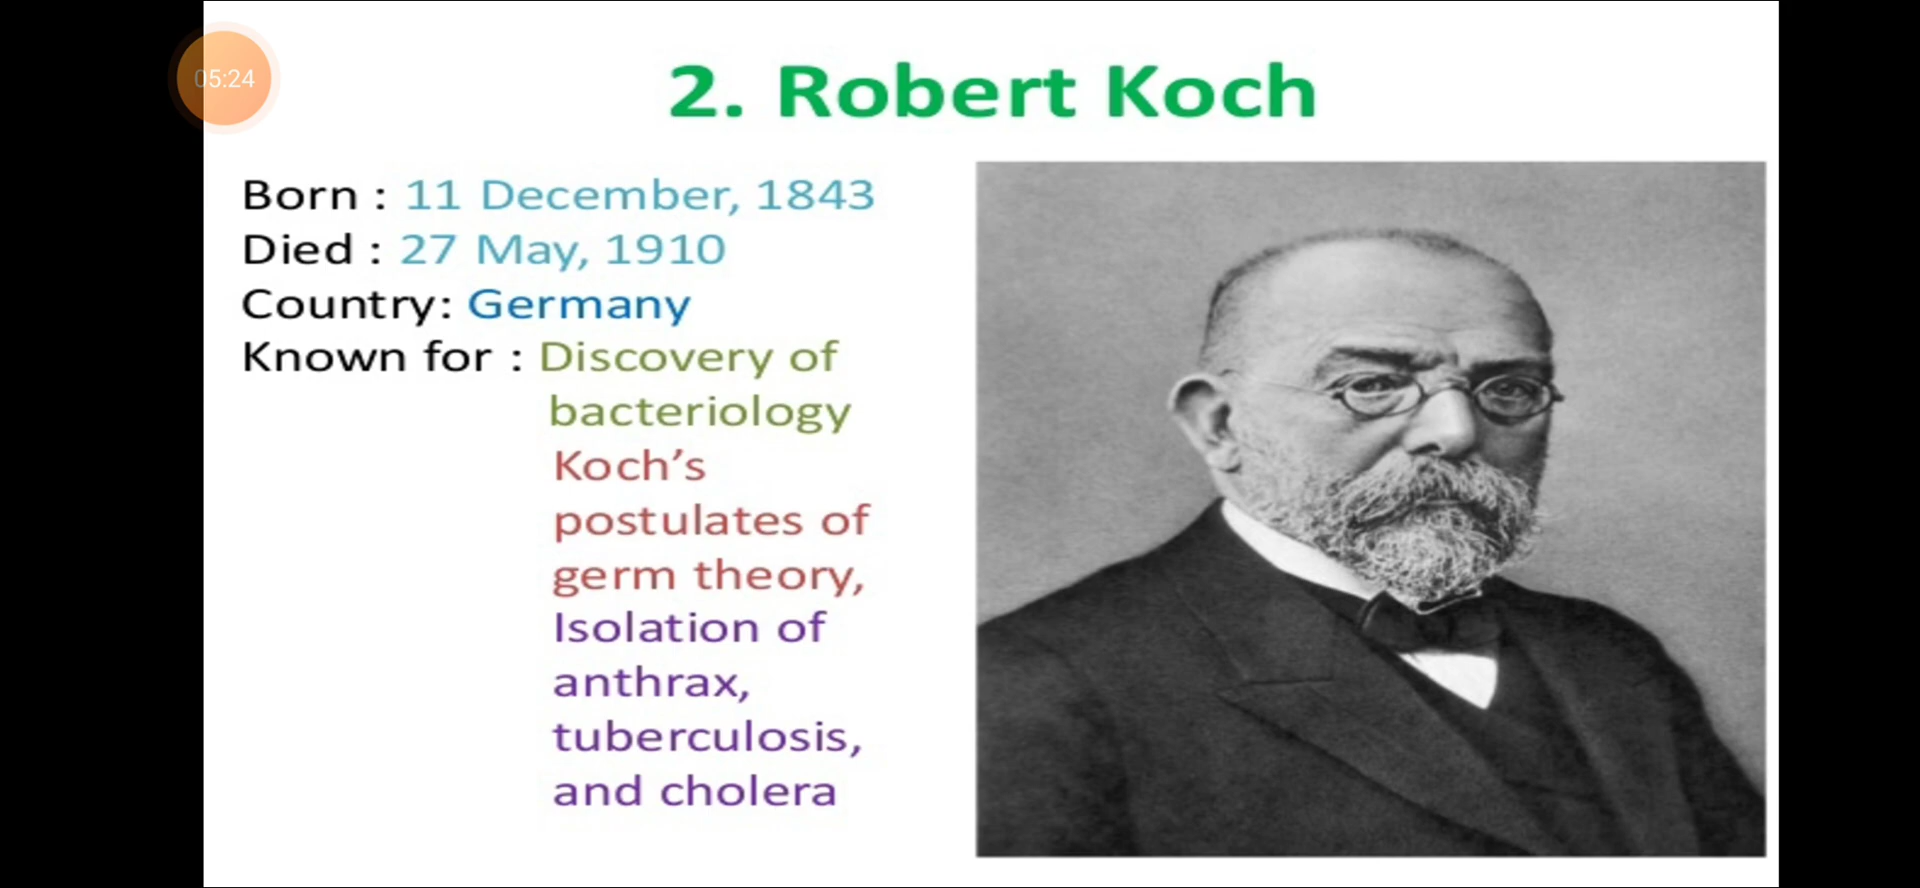 05:24
2. Robert Koch
Born : 11 December, 1843
Died : 27 May, 1910
Country: Germany
Known for : Discovery of
bacteriology
Koch’s
postulates of
germ theory,
Isolation of
anthrax,
tuberculosis,
and cholera